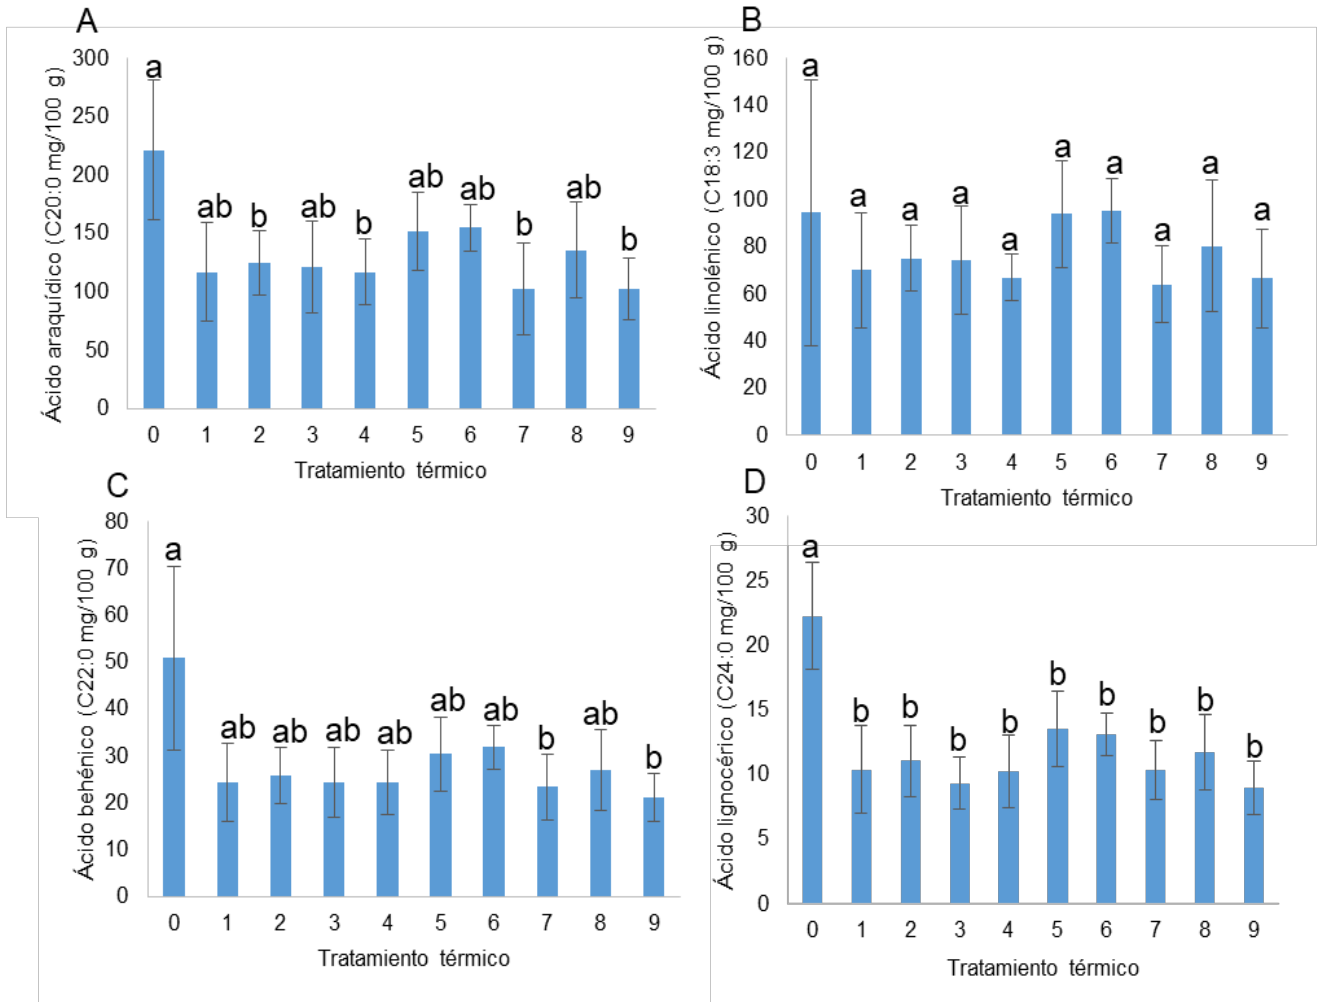 A
Ácido araquídico (C20:0 mg/100 g)
300
250
200
150
100
50
0
a
ab
b
ab
b
ab
ab
b
ab
b
0 1 2 3 4 5 6 7 8 9
Tratamiento térmico
B
Ácido linolénico (C18:3 mg/100 g)
160
140
120
100
80
60
40
20
0
a
a
a
a
a
a
a
a
a
a
0 1 2 3 4 5 6 7 8 9
Tratamiento térmico
C
Ácido behénico (C22:0 mg/100 g)
80
70
60
50
40
30
20
10
0
a
ab
ab
ab
ab
ab
ab
b
ab
b
0 1 2 3 4 5 6 7 8 9
Tratamiento térmico
D
Ácido lignocérico (C24:0 mg/100 g)
30
25
20
15
10
5
0
a
b
b
b
b
b
b
b
b
b
0 1 2 3 4 5 6 7 8 9
Tratamiento térmico